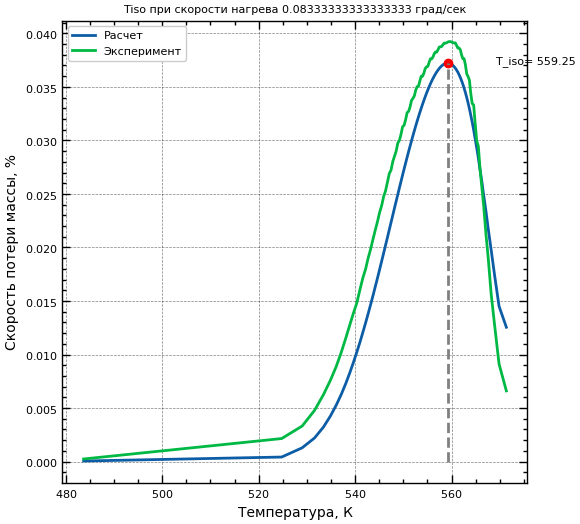 Tiso при скорости нагрева 0.08333333333333333 град/сек
Расчет
Эксперимент
T_iso= 559.25
0.040
0.035
0.030
0.025
0.020
0.015
0.010
0.005
0.000
Скорость потери массы, %
480 500 520 540 560
Температура, К